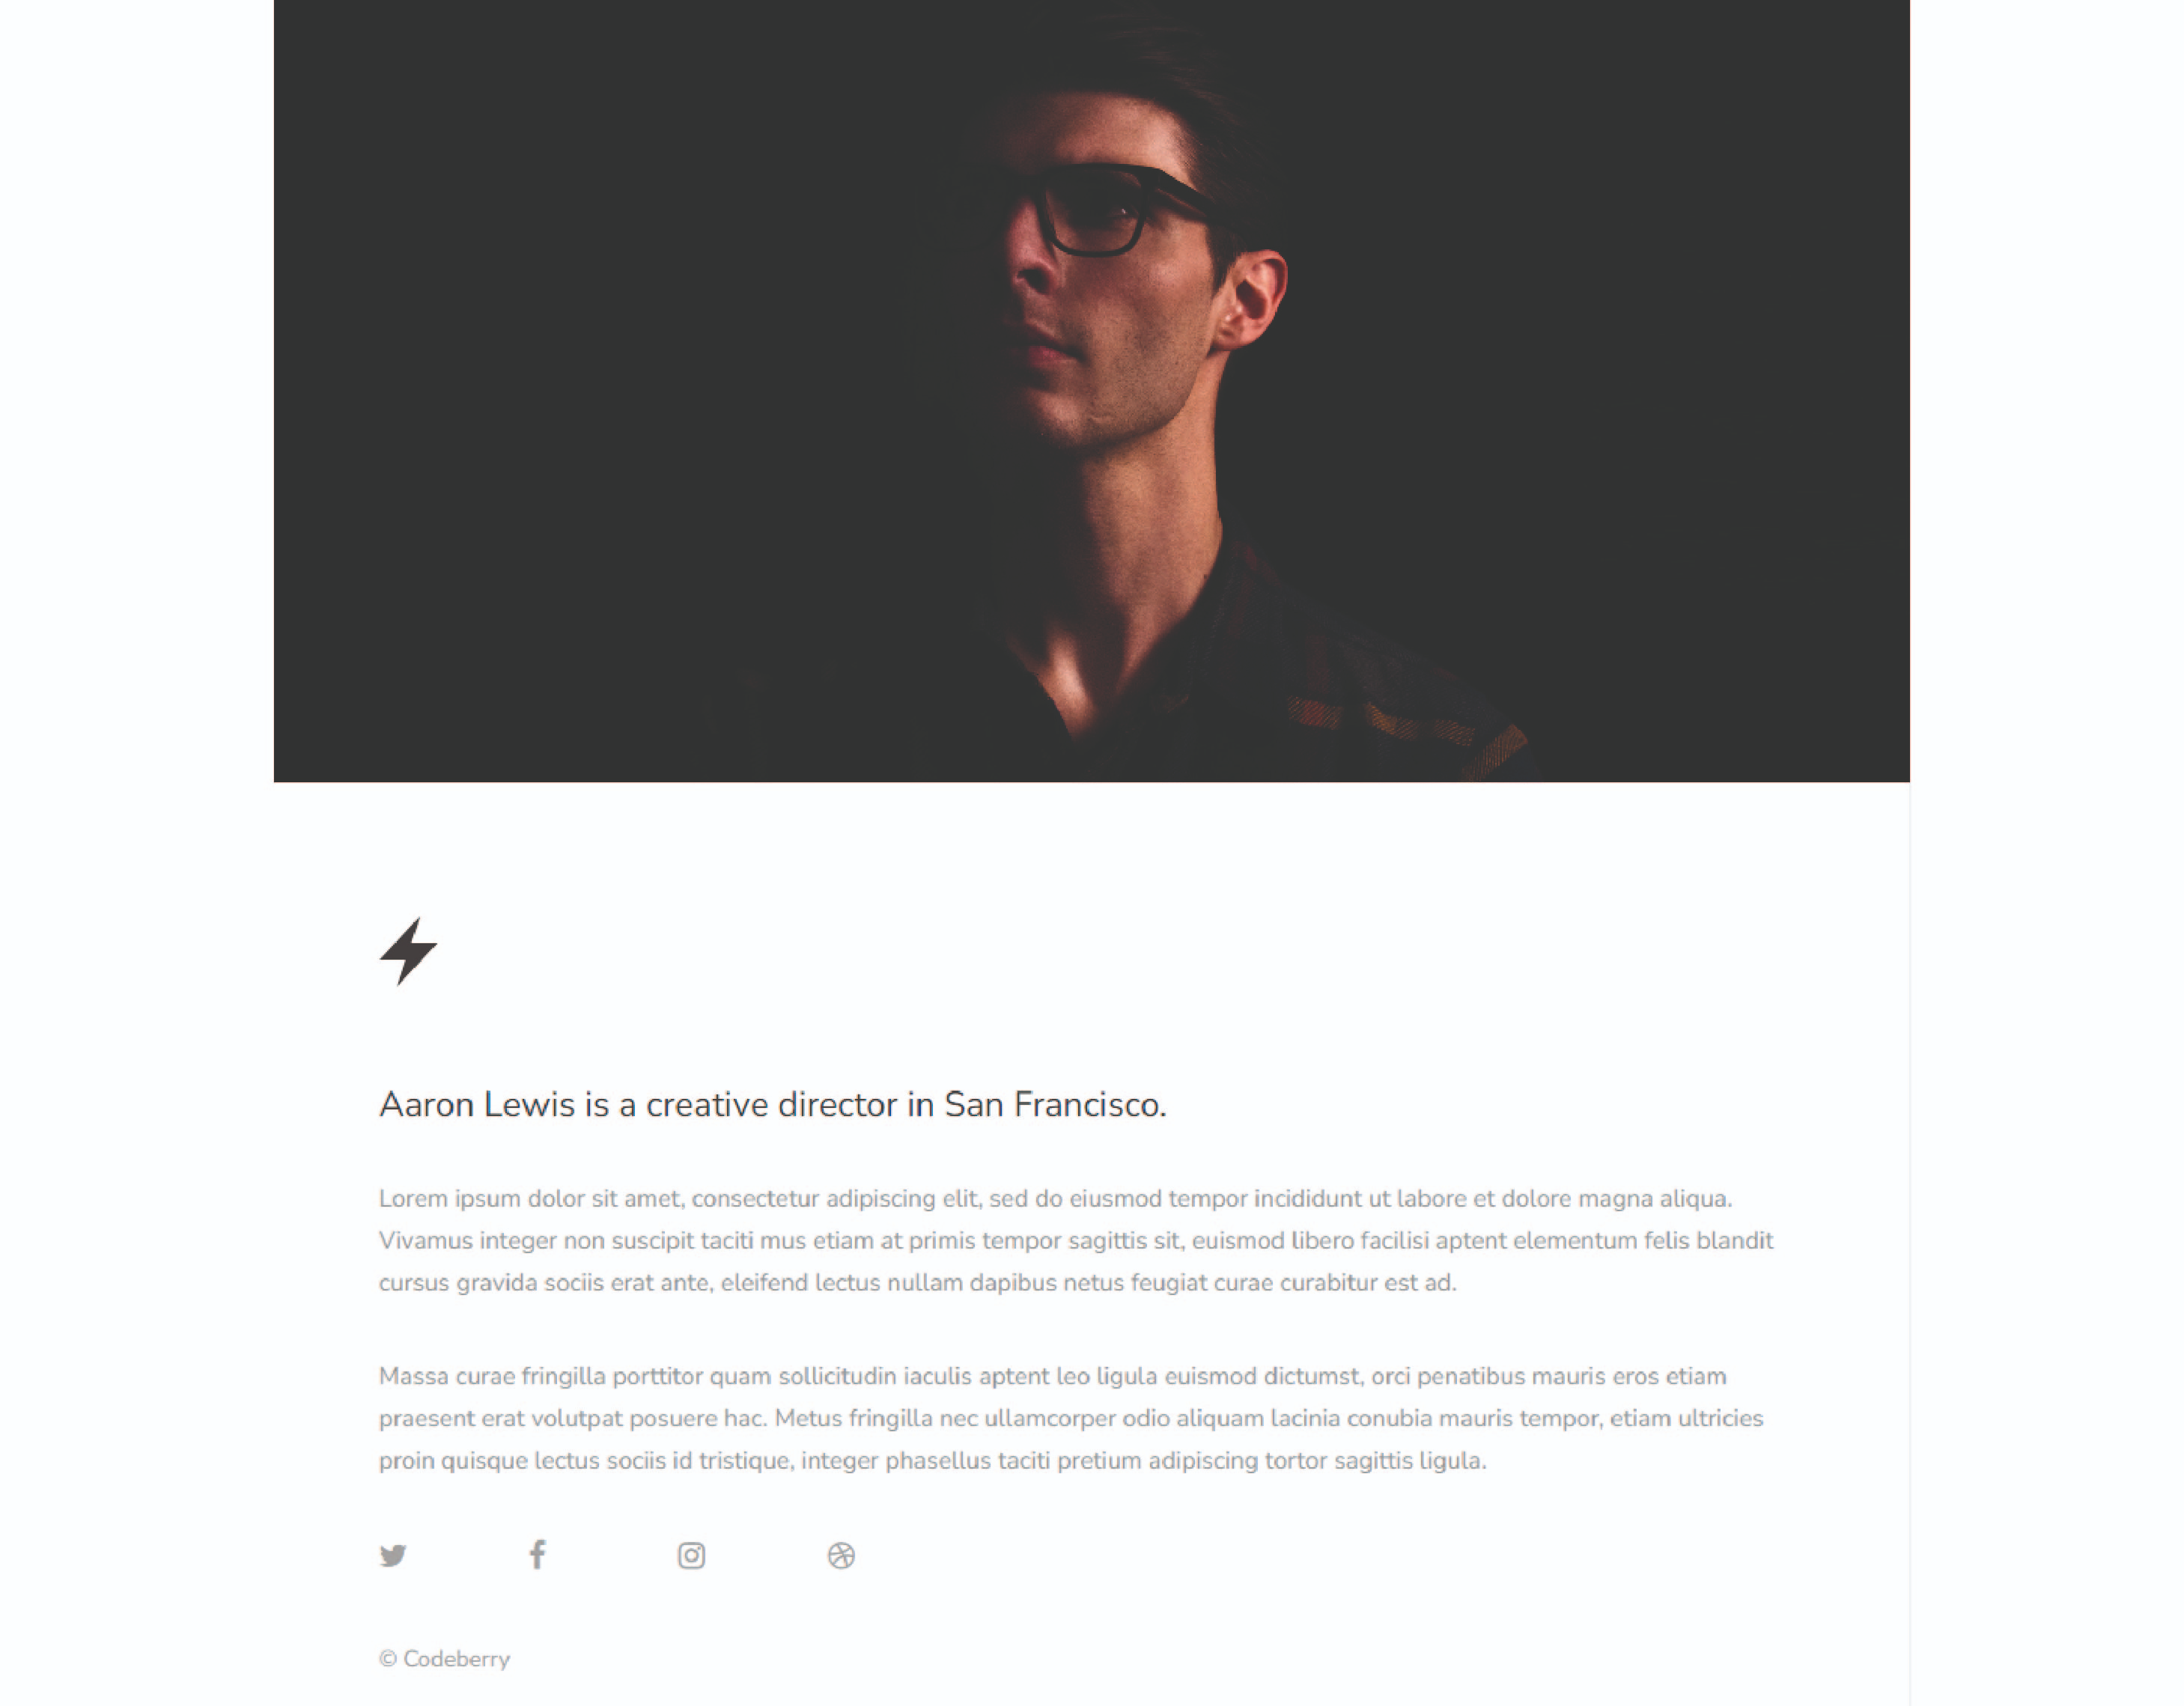 Aaron Lewis is a creative director in San Francisco.
Lorem ipsum dolor sit amet, consectetur adipiscing elit, sed do eiusmod tempor incididunt ut labore et dolore magna aliqua.
Vivamus integer non suscipit taciti mus etiam at primis tempor sagittis sit, euismod libero facilisi aptent elementum felis blandit
cursus gravida sociis erat ante, eleifend lectus nullam dapibus netus feugiat curae curabitur est ad.
Massa curae fringilla porttitor quam sollicitudin iaculis aptent leo ligula euismod dictumst, orci penatibus mauris eros etiam
praesent erat volutpat posuere hac. Metus fringilla nec ullamcorper odio aliquam lacinia conubia mauris tempor, etiam ultricies
proin quisque lectus sociis id tristique, integer phasellus taciti pretium adipiscing tortor sagittis ligula.
© Codeberry